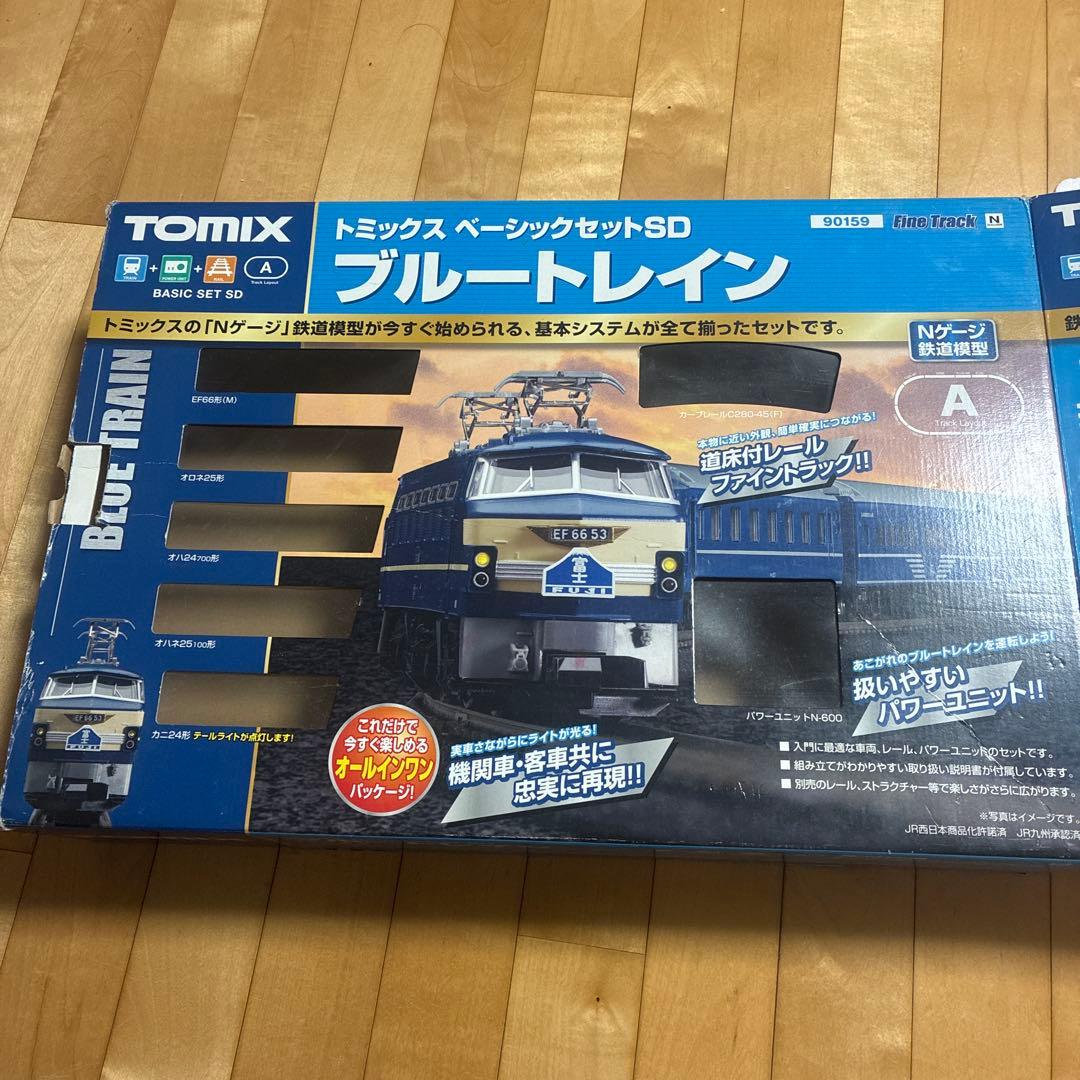 TOMIX
トミックス ベーシックセットSD
90159
Fine Track
N
TRAIN
POWER UNIT
RAIL
A
Track Layout
BASIC SET SD
ブルートレイン
トミックスの「Nゲージ」鉄道模型が今すぐ始められる、基本システムが全て揃ったセットです。
Nゲージ
鉄道模型
BLUE TRAIN
EF66形(M)
カーブレールC280-45(F)
A
Track Layout
本物に近い外観、簡単確実につながる!
道床付レール
ファイントラック!!
オロネ25形
オハ24700形
オハネ25100形
カニ24形 テールライトが点灯します!
EF66 53
富士
FUJI
EF66 53
富士
FUJI
パワーユニットN-600
あこがれのブルートレインを運転しよう!
扱いやすい
パワーユニット!!
これだけで
今すぐ楽しめる
オールインワン
パッケージ!
実車さながらにライトが光る!
機関車・客車共に
忠実に再現!!
■ 入門に最適な車両、レール、パワーユニットのセットです。
■ 組み立てがわかりやすい取り扱い説明書が付属しています。
■ 別売のレール、ストラクチャー等で楽しさがさらに広がります。
※写真はイメージです。
JR西日本商品化許諾済 JR九州承認済